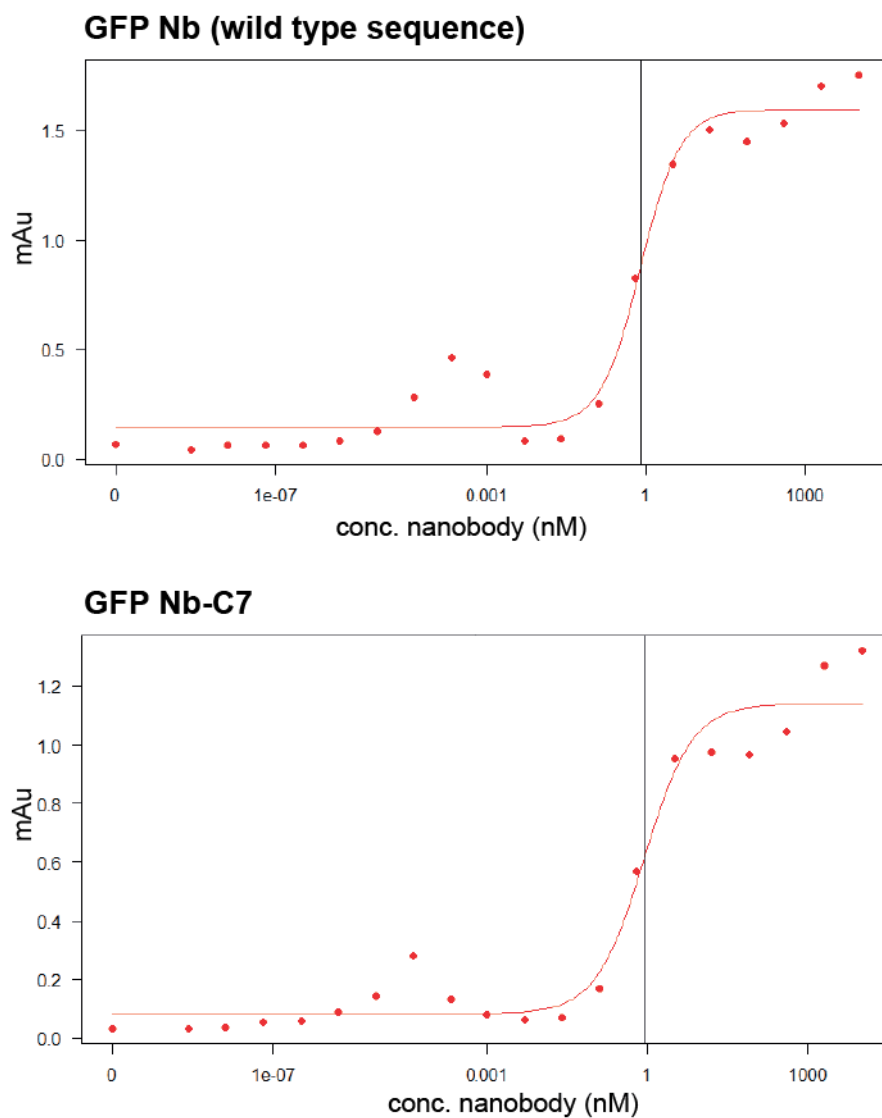 GFP Nb (wild type sequence)
1.5
1.0
0.5
0.0
mAu
0 1e-07 0.001 1 1000
conc. nanobody (nM)
GFP Nb-C7
1.2
1.0
0.8
0.6
0.4
0.2
0.0
mAu
0 1e-07 0.001 1 1000
conc. nanobody (nM)